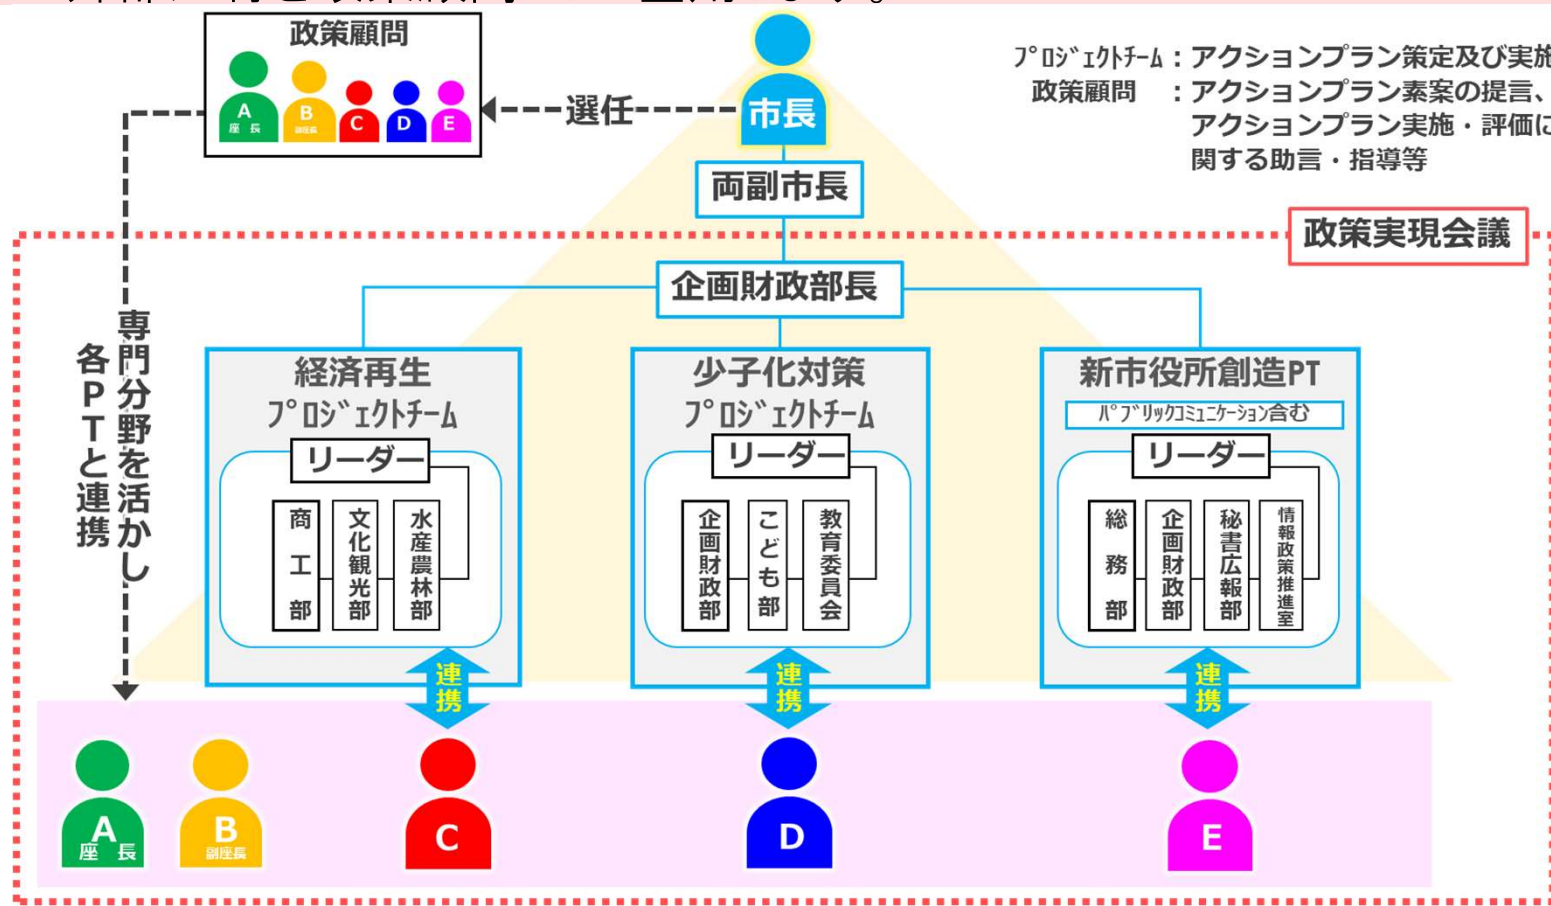 政策顧問
A
座 長
B
副座長
C
D
E
選任
市長
ﾌﾟﾛｼﾞｪｸﾄﾁｰﾑ：アクションプラン策定及び実施
政策顧問 ：アクションプラン素案の提言、
アクションプラン実施・評価に
関する助言・指導等
両副市長
政策実現会議
企画財政部長
専門分野を活かし
各PTと連携
経済再生
ﾌﾟﾛｼﾞｪｸﾄﾁｰﾑ
リーダー
商工部
文化観光部
水産農林部
連携
少子化対策
ﾌﾟﾛｼﾞｪｸﾄﾁｰﾑ
リーダー
企画財政部
こども部
教育委員会
連携
新市役所創造PT
ﾊﾟﾌﾞﾘｯｸｺﾐｭﾆｹｰｼｮﾝ含む
リーダー
総務部
企画財政部
秘書広報部
情報政策推進室
連携
A
座 長
B
副座長
C
D
E